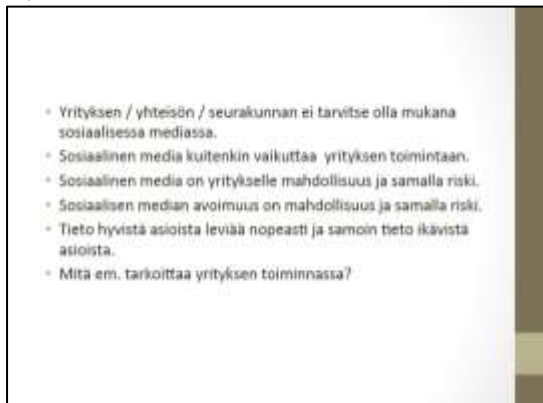 Yrityksen / yhteisön / seurakunnan ei tarvitse olla mukana
sosiaalisessa mediassa.
Sosiaalinen media kuitenkin vaikuttaa yrityksen toimintaan.
Sosiaalinen media on yritykselle mahdollisuus ja samalla riski.
Sosiaalisen median avoimuus on mahdollisuus ja samalla riski.
Tieto hyvistä asioista leviää nopeasti ja samoin tieto ikävistä
asioista.
Mitä em. tarkoittaa yrityksen toiminnassa?